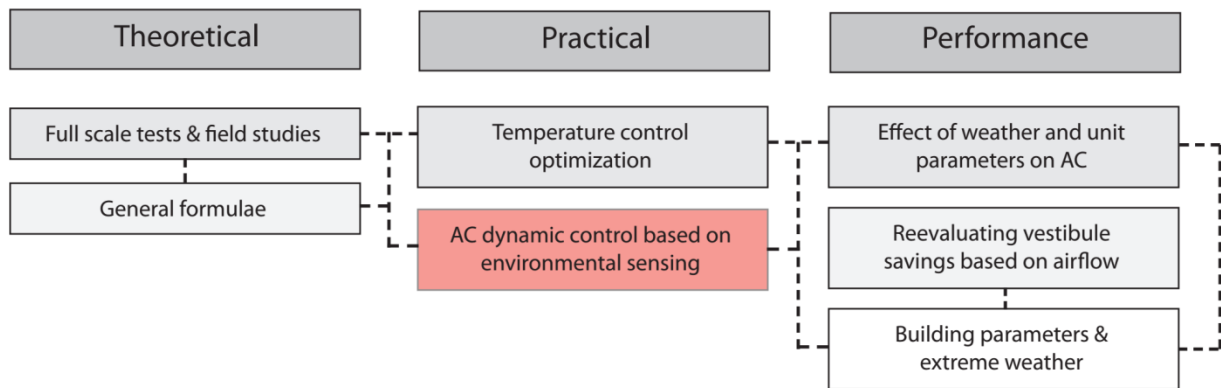 Theoretical
Full scale tests & field studies
General formulae
Practical
Temperature control
optimization
AC dynamic control based on
environmental sensing
Performance
Effect of weather and unit
parameters on AC
Reevaluating vestibule
savings based on airflow
Building parameters &
extreme weather